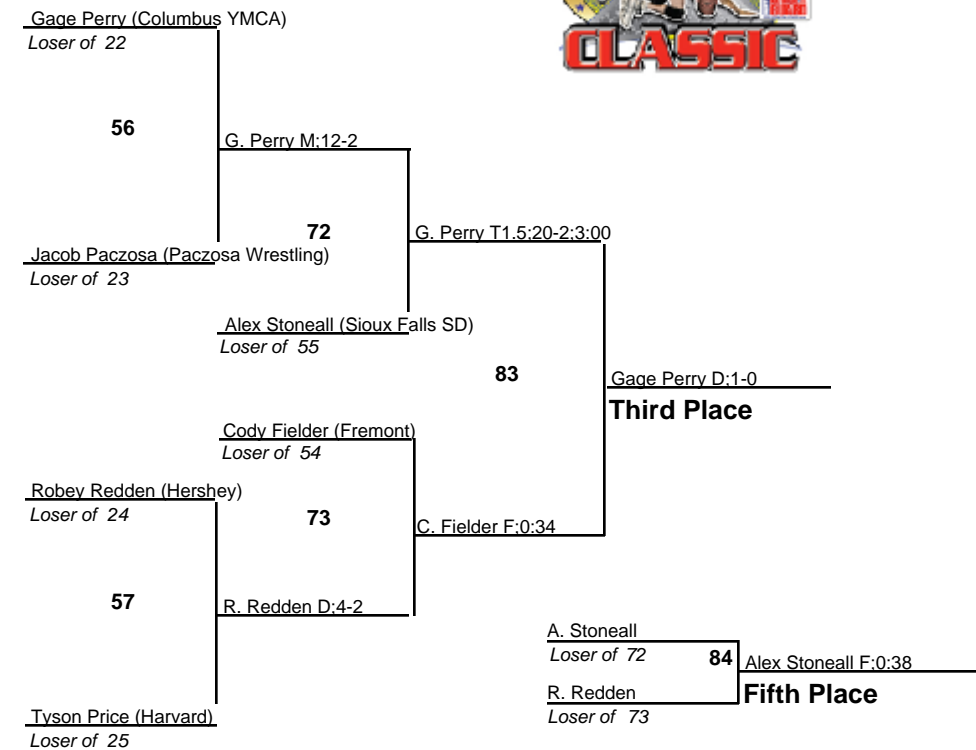 CLASSIC
Gage Perry (Columbus YMCA)
Loser of 22
56
G. Perry M;12-2
72
G. Perry T1.5;20-2;3:00
Jacob Paczosa (Paczosa Wrestling)
Loser of 23
Alex Stoneall (Sioux Falls SD)
Loser of 55
83
Gage Perry D;1-0
Third Place
Cody Fielder (Fremont)
Loser of 54
Robey Redden (Hershey)
Loser of 24
73
C. Fielder F;0:34
57
R. Redden D;4-2
Tyson Price (Harvard)
Loser of 25
A. Stoneall
Loser of 72
84
Alex Stoneall F;0:38
Fifth Place
R. Redden
Loser of 73